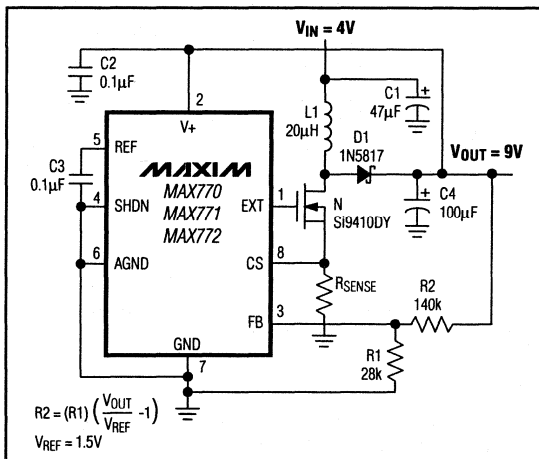 V_IN = 4V
C2
0.1µF
2
V+
C1
47µF
L1
20µH
D1
1N5817
V_OUT = 9V
5
REF
C3
0.1µF
MAXIM
MAX770
MAX771
MAX772
4
SHDN
EXT
1
N
Si9410DY
C4
100µF
6
AGND
CS
8
R_SENSE
R2
140k
FB
3
GND
7
R1
28k
R2 = (R1) (V_OUT/V_REF -1)
V_REF = 1.5V